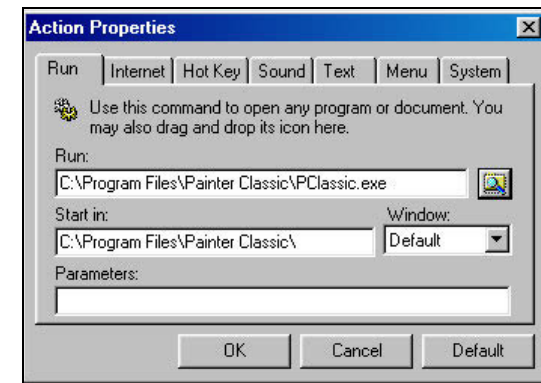 Action Properties
Run Internet Hot Key Sound Text Menu System
Use this command to open any program or document. You
may also drag and drop its icon here.
Run:
C:\Program Files\Painter Classic\PClassic.exe
Start in: Window:
C:\Program Files\Painter Classic\ Default
Parameters:
OK Cancel Default